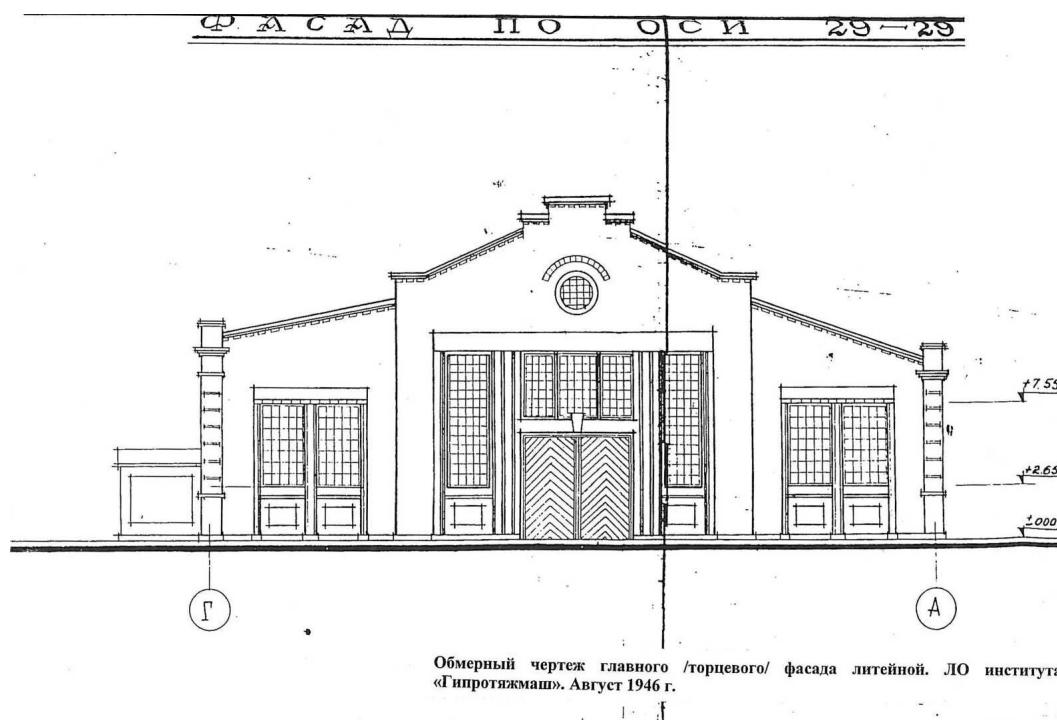 ФАСАД ПО ОСИ 29-29
+7.55
+2.65
±000
Г
А
Обмерный чертеж главного /торцевого/ фасада литейной. ЛО института
«Гипротяжмаш». Август 1946 г.